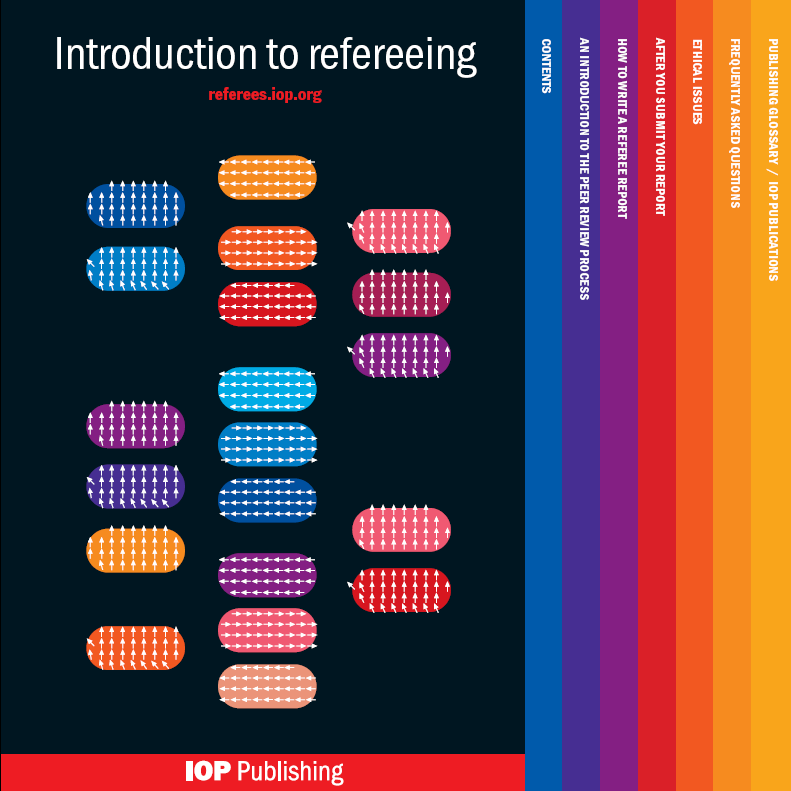 Introduction to refereeing
referees.iop.org
IOP Publishing
CONTENTS
AN INTRODUCTION TO THE PEER REVIEW PROCESS
HOW TO WRITE A REFEREE REPORT
AFTER YOU SUBMIT YOUR REPORT
ETHICAL ISSUES
FREQUENTLY ASKED QUESTIONS
PUBLISHING GLOSSARY / IOP PUBLICATIONS